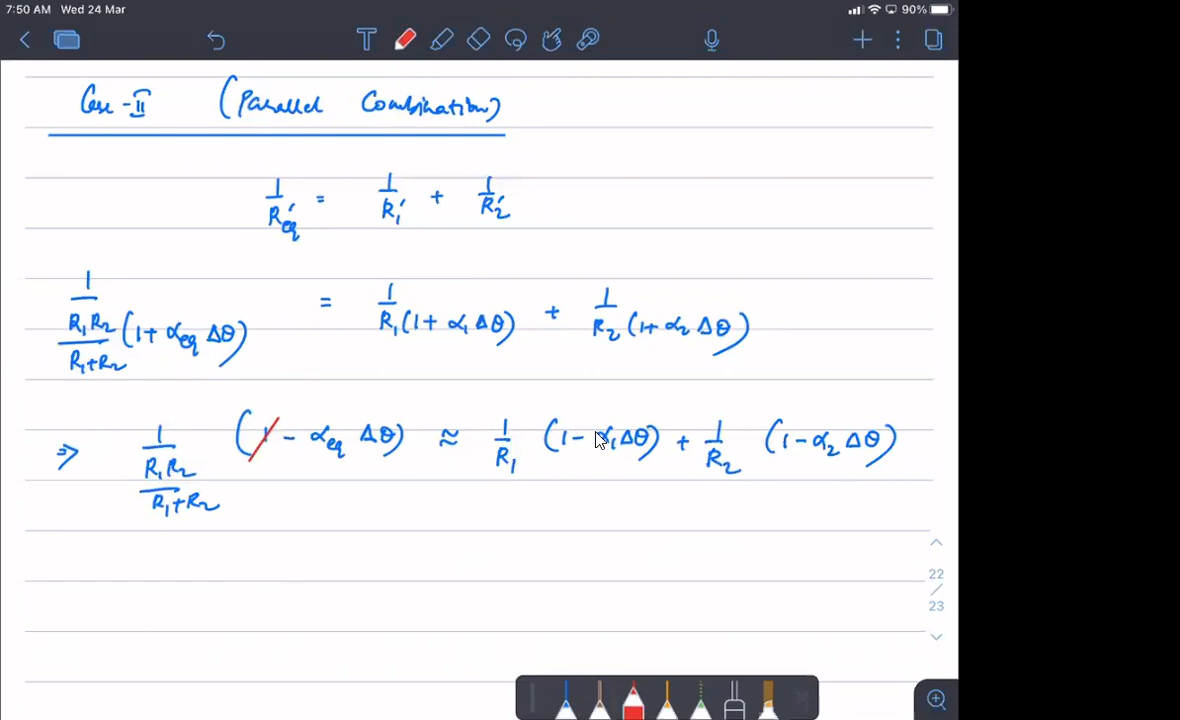 7:50 AM Wed 24 Mar 90%
Case-II (Parallel Combination)
1/R'eq = 1/R₁' + 1/R₂'
1/(R₁R₂/(R₁+R₂) (1+ αeq Δθ)) = 1/(R₁(1+ α₁ Δθ)) + 1/(R₂(1+ α₂ Δθ))
⇒ 1/(R₁R₂/(R₁+R₂)) (1 - αeq Δθ) ≈ 1/R₁ (1- α₁Δθ) + 1/R₂ (1-α₂ Δθ)
22
/
23